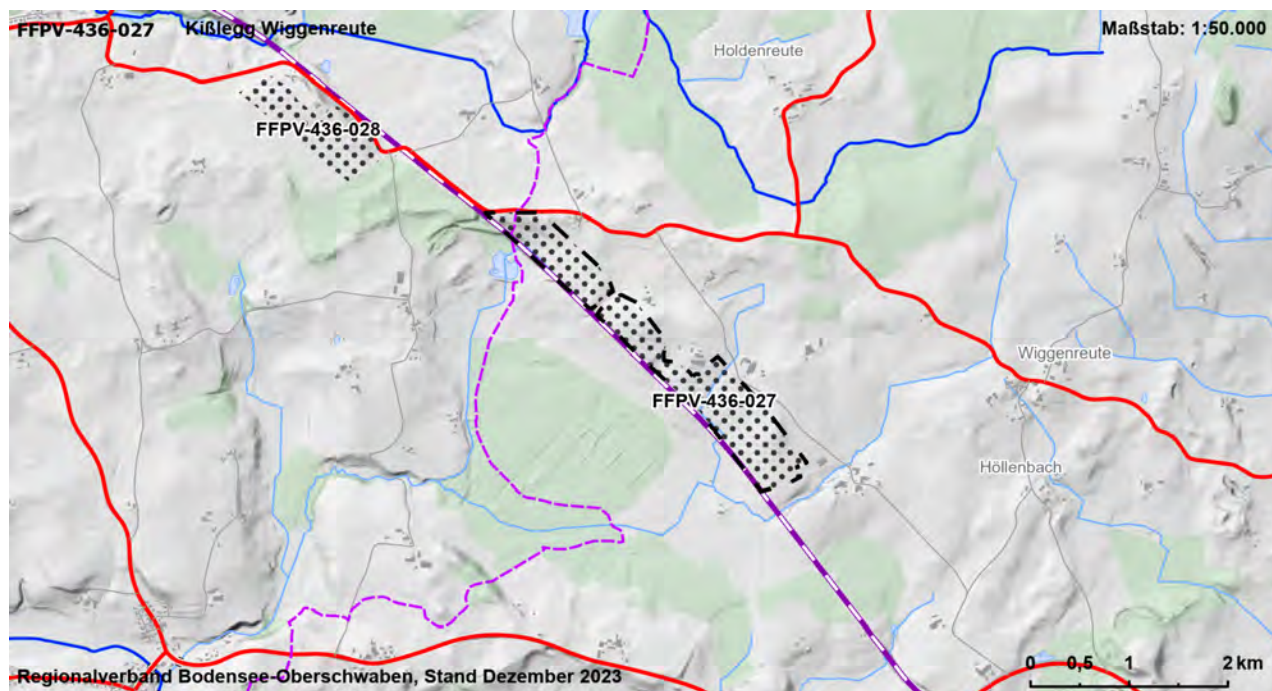 FFPV-436-027 Kißlegg Wiggenreute
Maßstab: 1:50.000
Holdenreute
FFPV-436-028
Wiggenreute
FFPV-436-027
Höllenbach
0 0,5 1 2 km
Regionalverband Bodensee-Oberschwaben, Stand Dezember 2023